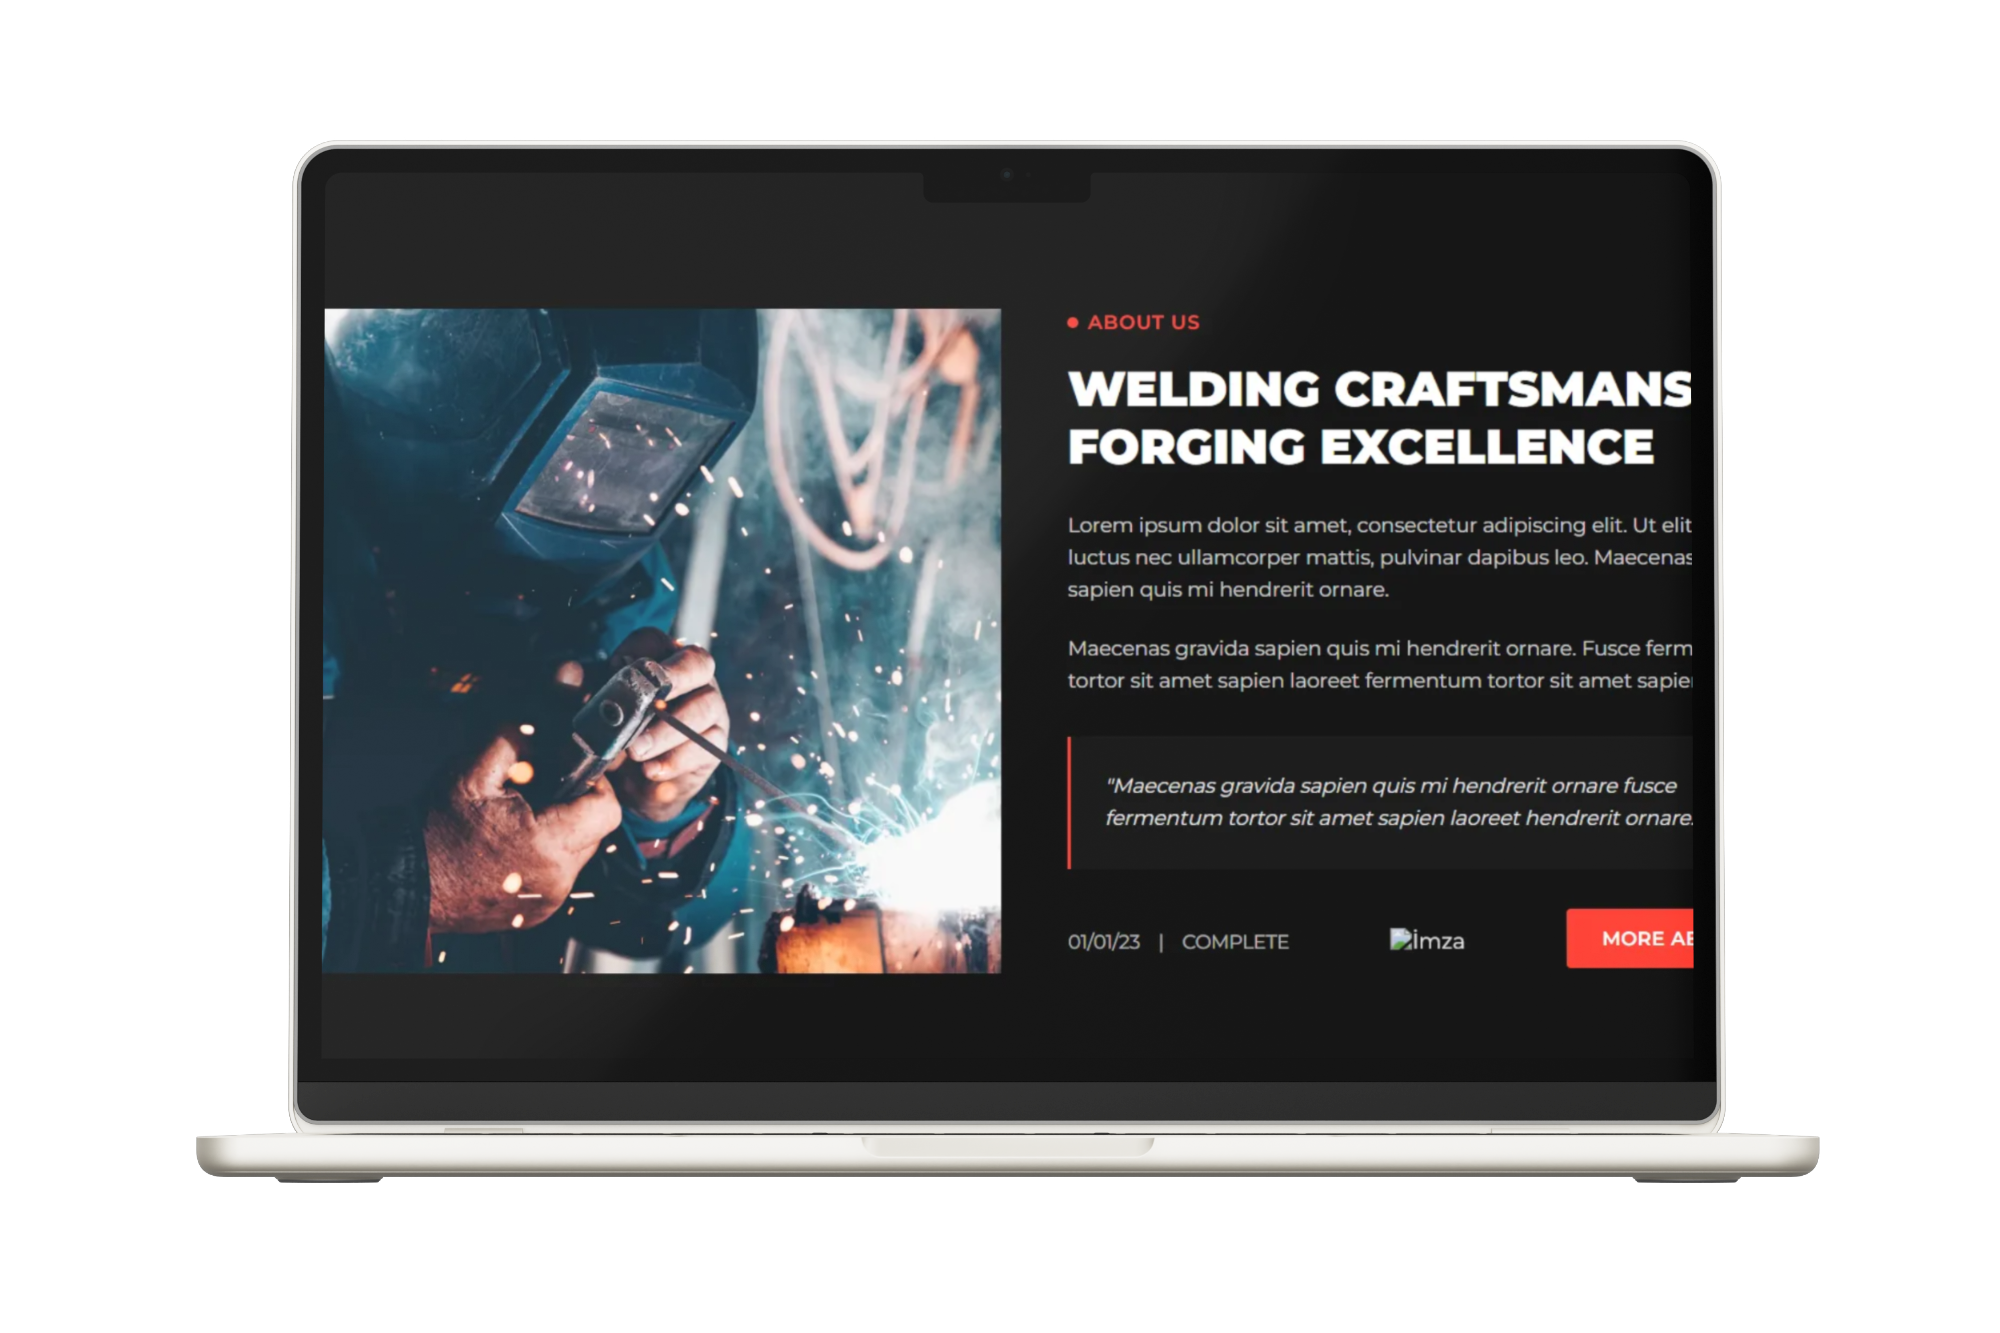 ABOUT US
WELDING CRAFTSMANS
FORGING EXCELLENCE
Lorem ipsum dolor sit amet, consectetur adipiscing elit. Ut elit
luctus nec ullamcorper mattis, pulvinar dapibus leo. Maecenas
sapien quis mi hendrerit ornare.
Maecenas gravida sapien quis mi hendrerit ornare. Fusce ferm
tortor sit amet sapien laoreet fermentum tortor sit amet sapien
"Maecenas gravida sapien quis mi hendrerit ornare fusce
fermentum tortor sit amet sapien laoreet hendrerit ornare.
01/01/23 | COMPLETE İmza MORE AB